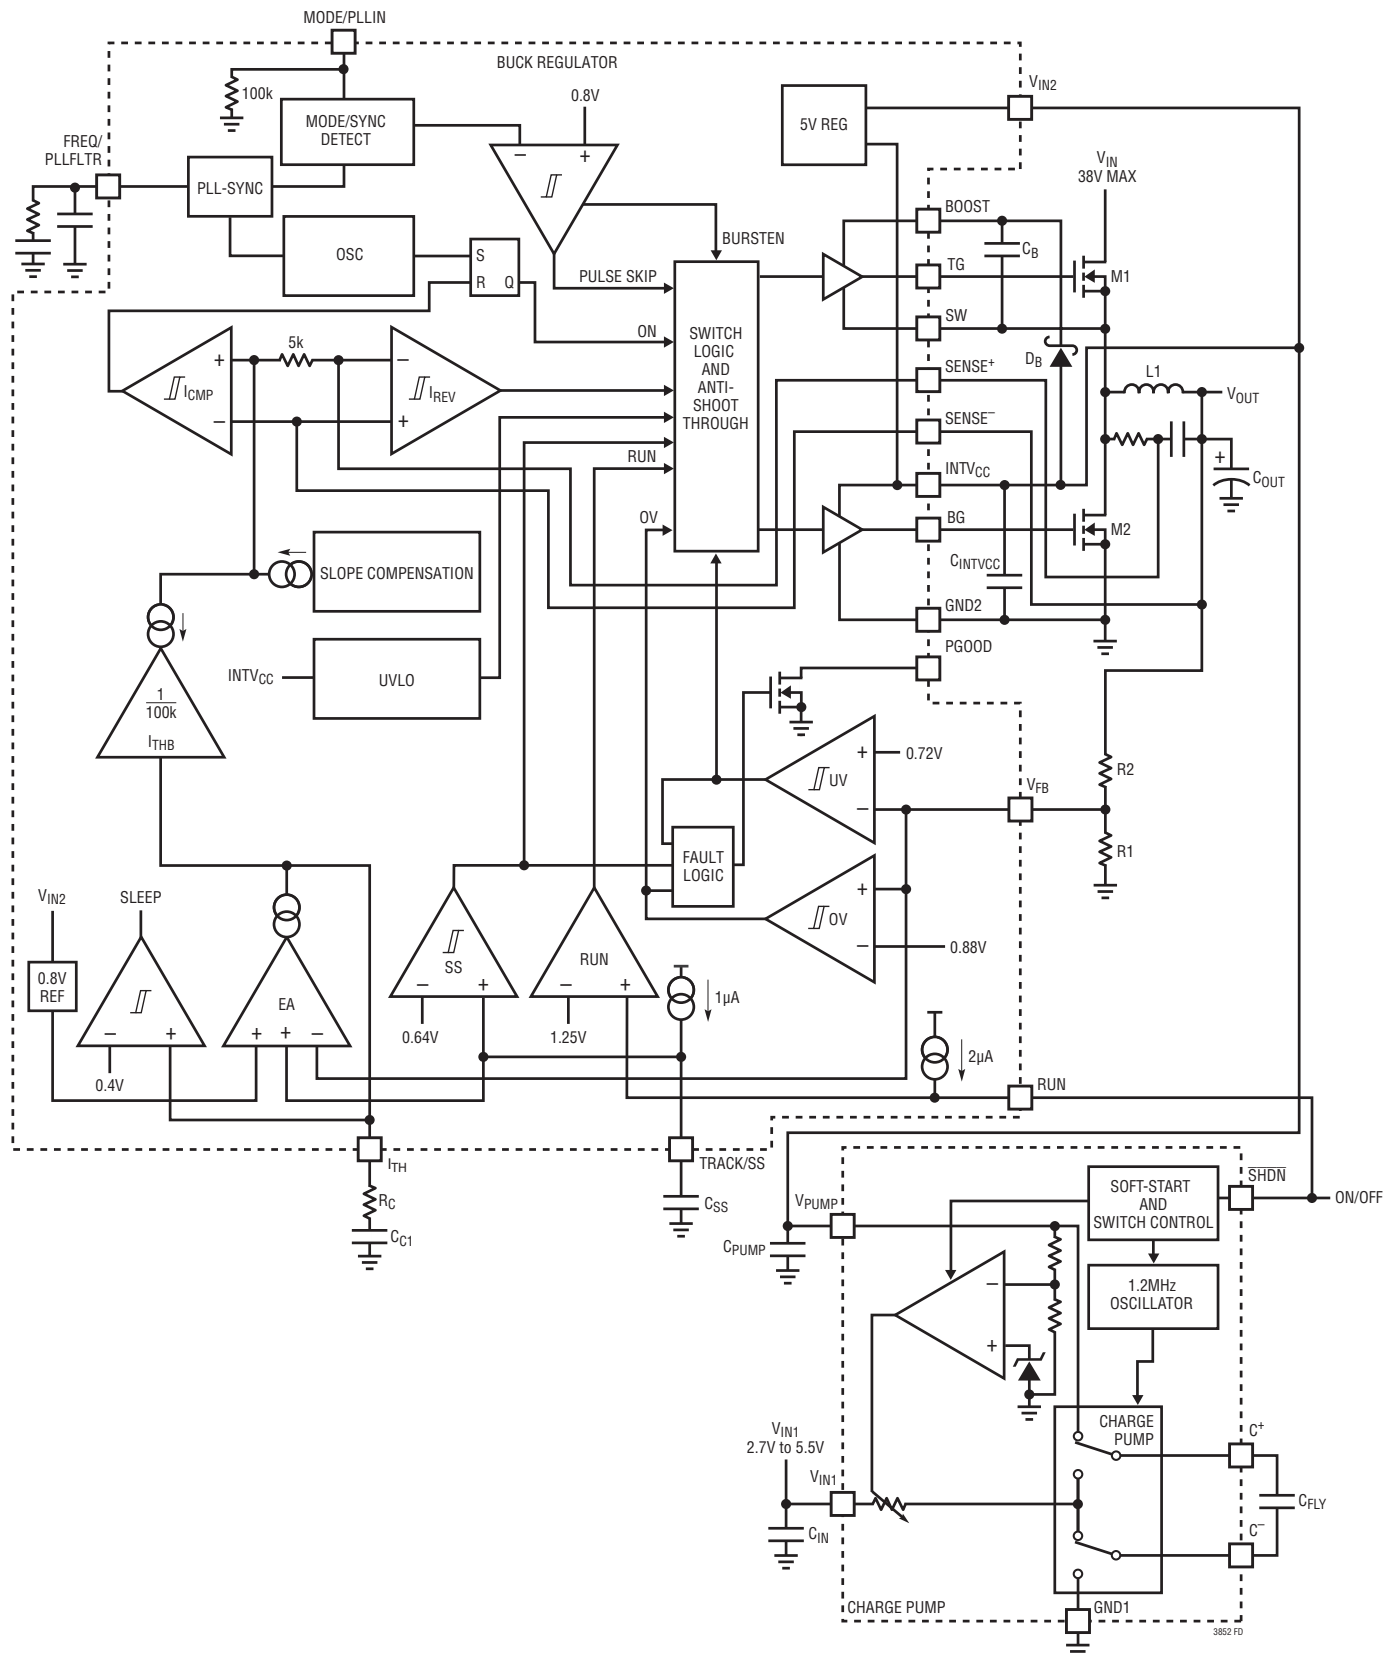 MODE/PLLIN
BUCK REGULATOR
100k
MODE/SYNC
DETECT
0.8V
FREQ/
PLLFLTR
PLL-SYNC
OSC
S
R
Q
–
+
5V REG
VIN2
VIN
38V MAX
BOOST
CB
TG
M1
BURSTEN
PULSE SKIP
SW
ON
SWITCH
LOGIC
AND
ANTI-
SHOOT
THROUGH
5k
+
–
ICMP
–
+
IREV
DB
SENSE+
L1
VOUT
SENSE–
RUN
INTVCC
+
COUT
OV
BG
M2
CINTVCC
SLOPE COMPENSATION
GND2
PGOOD
INTVCC
UVLO
1
100k
ITHB
+
0.72V
UV
–
VFB
R2
R1
FAULT
LOGIC
+
OV
–
0.88V
VIN2
SLEEP
0.8V
REF
–
+
0.4V
EA
+
+
–
SS
–
+
0.64V
RUN
–
+
1.25V
1µA
2µA
RUN
ITH
RC
CC1
TRACK/SS
CSS
VPUMP
CPUMP
SOFT-START
AND
SWITCH CONTROL
SHDN
ON/OFF
1.2MHz
OSCILLATOR
–
+
CHARGE
PUMP
VIN1
2.7V to 5.5V
VIN1
CIN
C+
CFLY
C–
CHARGE PUMP
GND1
3852 FD